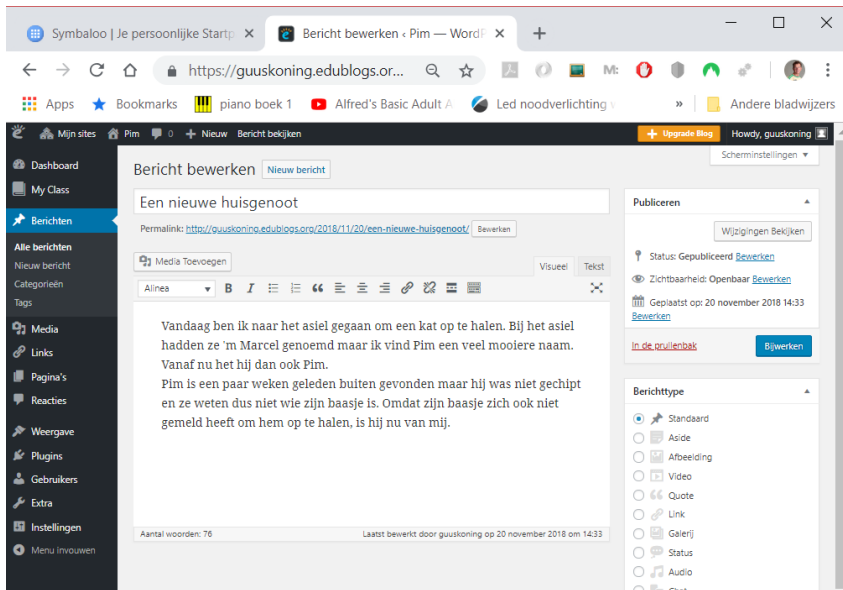 Symbaloo | Je persoonlijke Startp
Bericht bewerken ‹ Pim — WordP
https://guuskoning.edublogs.or...
M:
Apps
Bookmarks
piano boek 1
Alfred's Basic Adult A
Led noodverlichting v
»
Andere bladwijzers
Mijn sites
Pim
0
Nieuw
Bericht bekijken
Upgrade Blog
Howdy, guuskoning
Dashboard
My Class
Berichten
Alle berichten
Nieuw bericht
Categorieën
Tags
Media
Links
Pagina's
Reacties
Weergave
Plugins
Gebruikers
Extra
Instellingen
Menu invouwen
Scherminstellingen
Bericht bewerken
Nieuw bericht
Een nieuwe huisgenoot
Permalink: http://guuskoning.edublogs.org/2018/11/20/een-nieuwe-huisgenoot/ Bewerken
Media Toevoegen
Visueel
Tekst
Alinea
B I
Vandaag ben ik naar het asiel gegaan om een kat op te halen. Bij het asiel
hadden ze 'm Marcel genoemd maar ik vind Pim een veel mooiere naam.
Vanaf nu het hij dan ook Pim.
Pim is een paar weken geleden buiten gevonden maar hij was niet gechipt
en ze weten dus niet wie zijn baasje is. Omdat zijn baasje zich ook niet
gemeld heeft om hem op te halen, is hij nu van mij.
Aantal woorden: 76
Laatst bewerkt door guuskoning op 20 november 2018 om 14:33
Publiceren
Wijzigingen Bekijken
Status: Gepubliceerd Bewerken
Zichtbaarheid: Openbaar Bewerken
Geplaatst op: 20 november 2018 14:33
Bewerken
In de prullenbak
Bijwerken
Berichttype
Standaard
Aside
Afbeelding
Video
Quote
Link
Galerij
Status
Audio